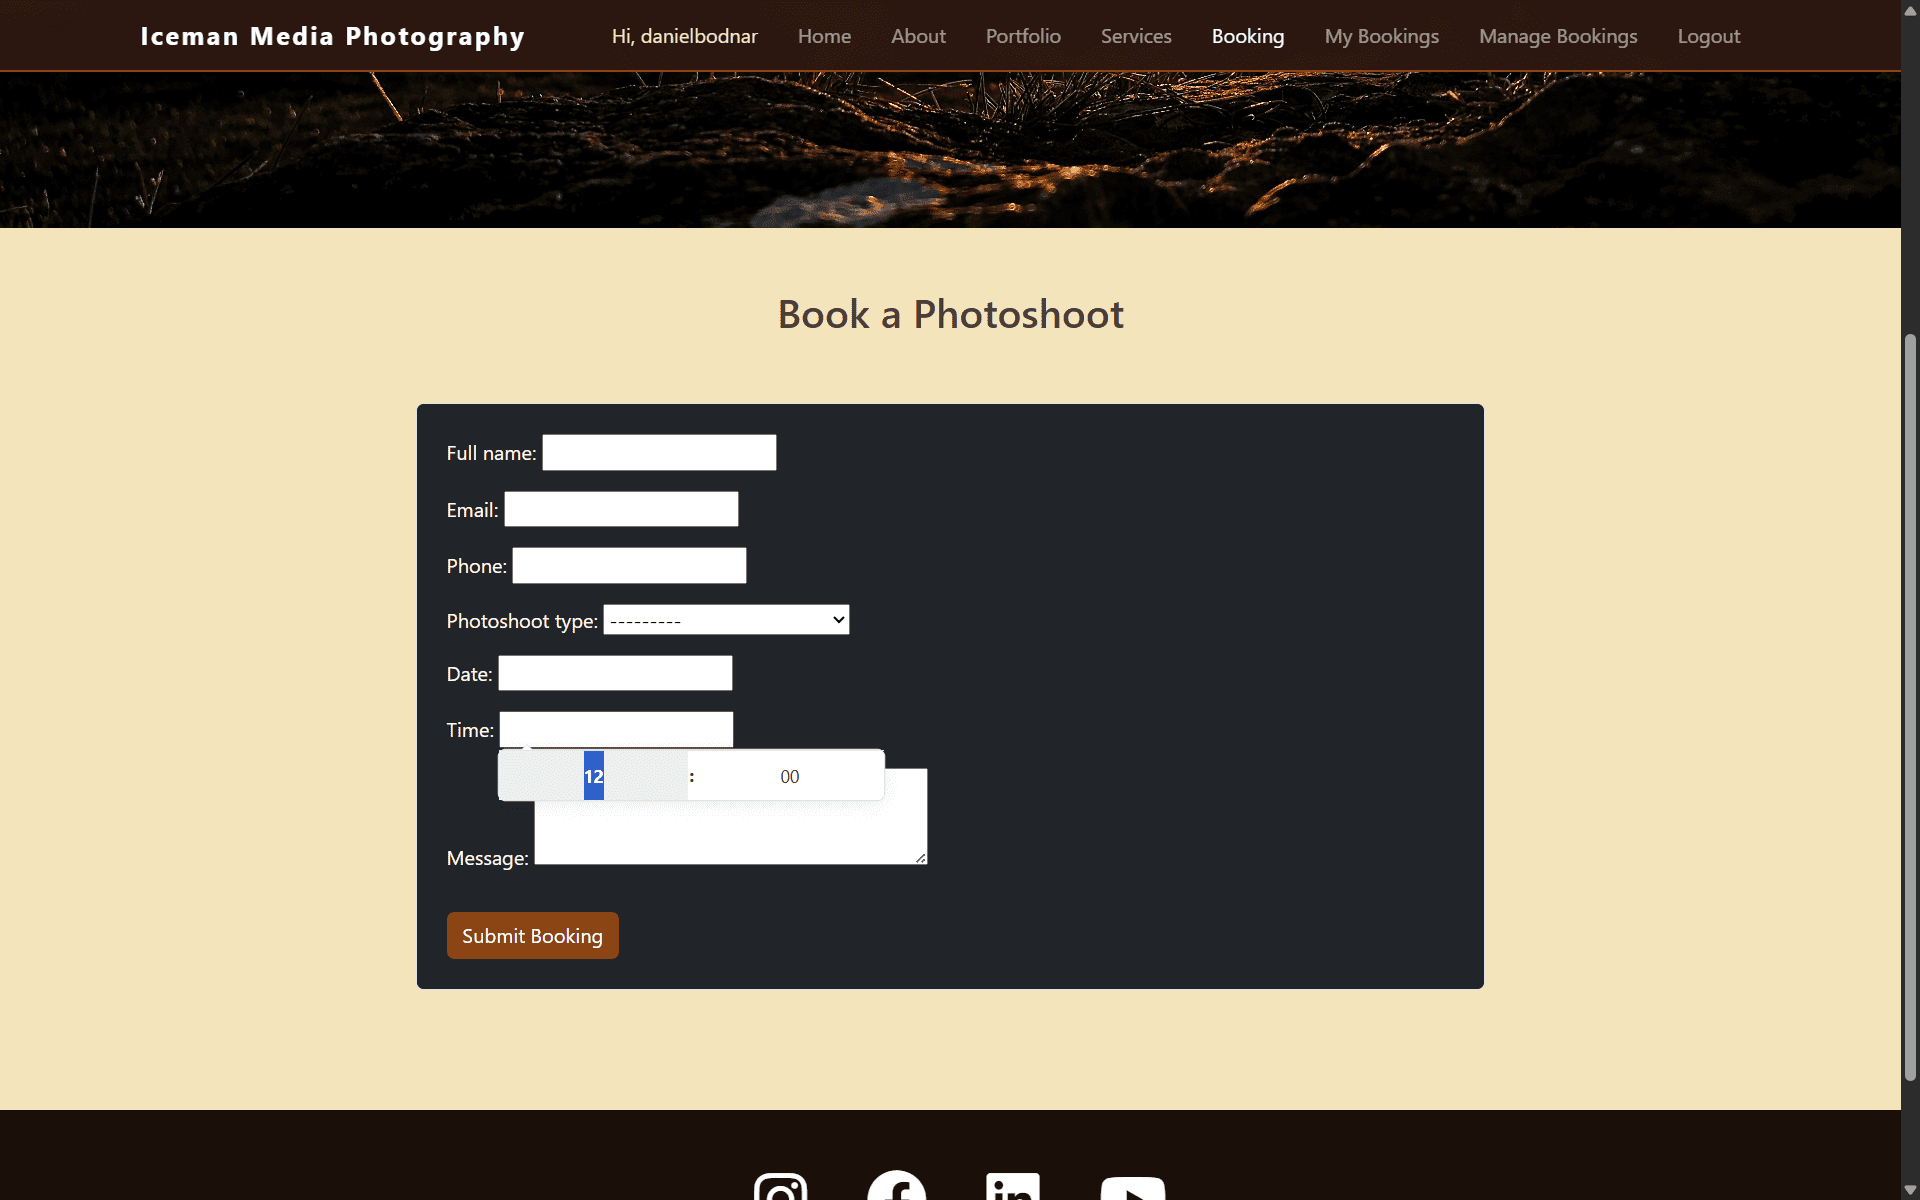 Iceman Media Photography
Hi, danielbodnar Home About Portfolio Services Booking My Bookings Manage Bookings Logout
Book a Photoshoot
Full name:
Email:
Phone:
Photoshoot type: ---------
Date:
Time:
12 : 00
Message:
Submit Booking